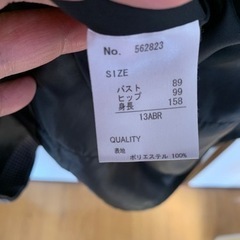 No. 562823
SIZE
バスト 89
ヒップ 99
身長 158
13ABR
QUALITY
表地
ポリエステル 100%